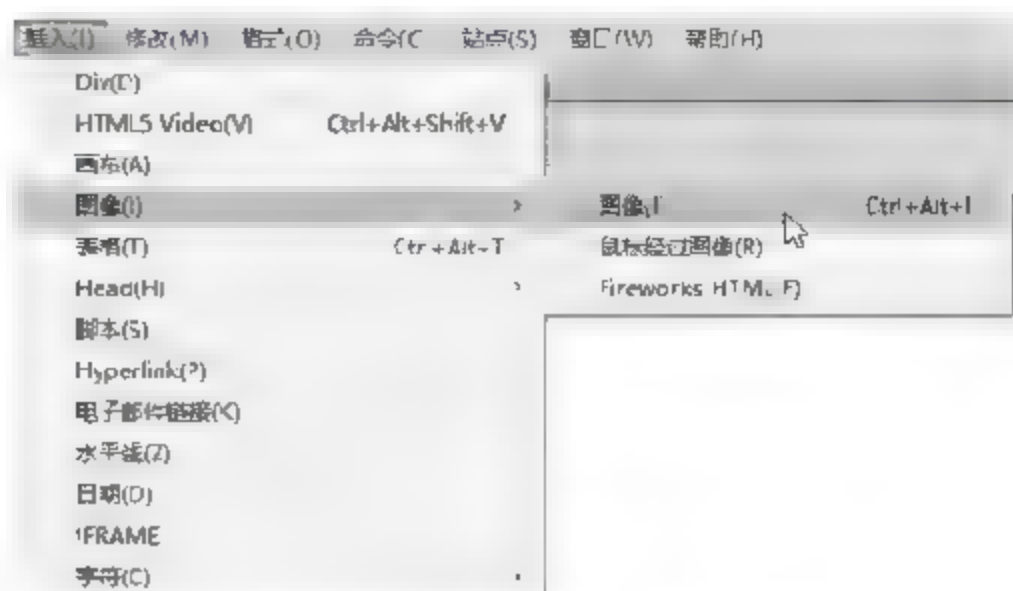 插入(I) 修改(M) 格式(O) 命令(C 站点(S) 窗口(W) 帮助(H)
Div(D)
HTML5 Video(V) Ctrl+Alt+Shift+V
画布(A)
图像(I) 图像(I Ctrl+Alt+I
表格(T) Ctrl+Alt+T 鼠标经过图像(R)
Head(H) Fireworks HTML F)
脚本(S)
Hyperlink(P)
电子邮件链接(K)
水平线(Z)
日期(D)
IFRAME
字符(C)